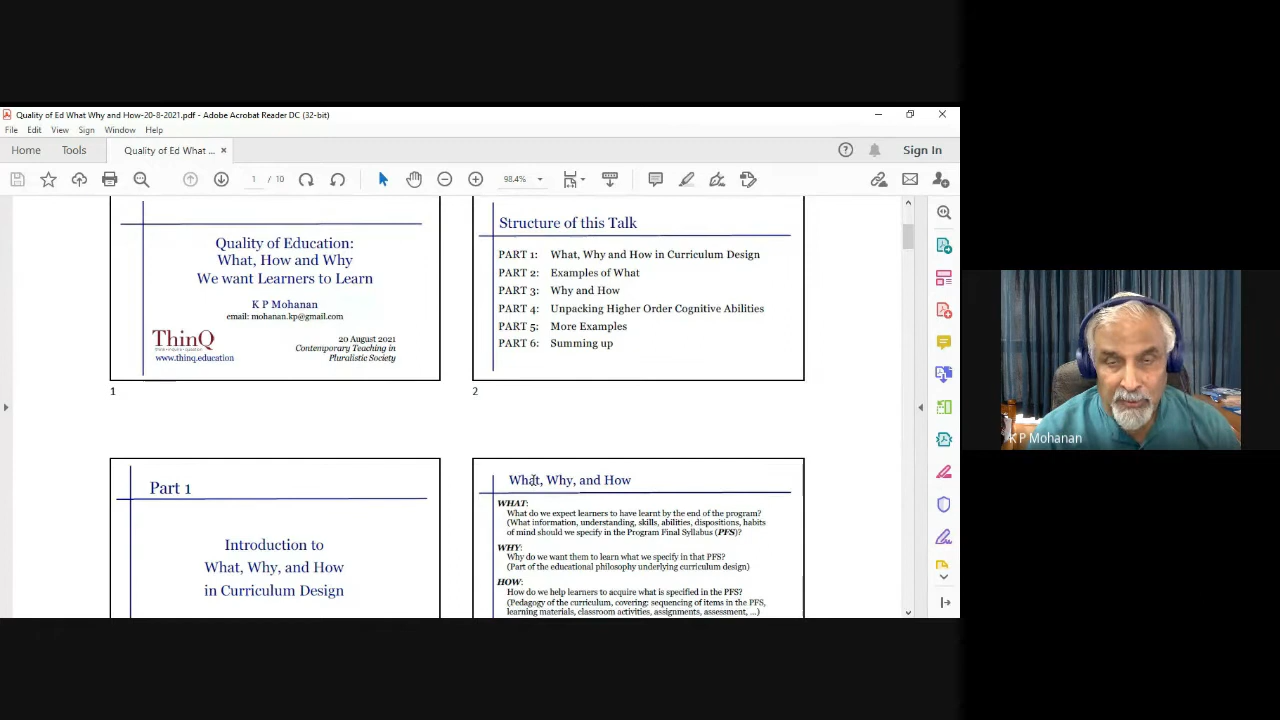 Quality of Ed What Why and How-20-8-2021.pdf - Adobe Acrobat Reader DC (32-bit)
File Edit View Sign Window Help
Home Tools Quality of Ed What ... × Sign In
1 / 10 98.4%
Quality of Education:
What, How and Why
We want Learners to Learn
K P Mohanan
email: mohanan.kp@gmail.com
ThinQ
www.thinq.education
20 August 2021
Contemporary Teaching in
Pluralistic Society
1
Structure of this Talk
PART 1: What, Why and How in Curriculum Design
PART 2: Examples of What
PART 3: Why and How
PART 4: Unpacking Higher Order Cognitive Abilities
PART 5: More Examples
PART 6: Summing up
2
Part 1
Introduction to
What, Why, and How
in Curriculum Design
What, Why, and How
WHAT:
What do we expect learners to have learnt by the end of the program?
(What information, understanding, skills, abilities, dispositions, habits
of mind should we specify in the Program Final Syllabus (PFS)?
WHY:
Why do we want them to learn what we specify in that PFS?
(Part of the educational philosophy underlying curriculum design)
HOW:
How do we help learners to acquire what is specified in the PFS?
(Pedagogy of the curriculum, covering: sequencing of items in the PFS,
learning materials, classroom activities, assignments, assessment, ...)
K P Mohanan